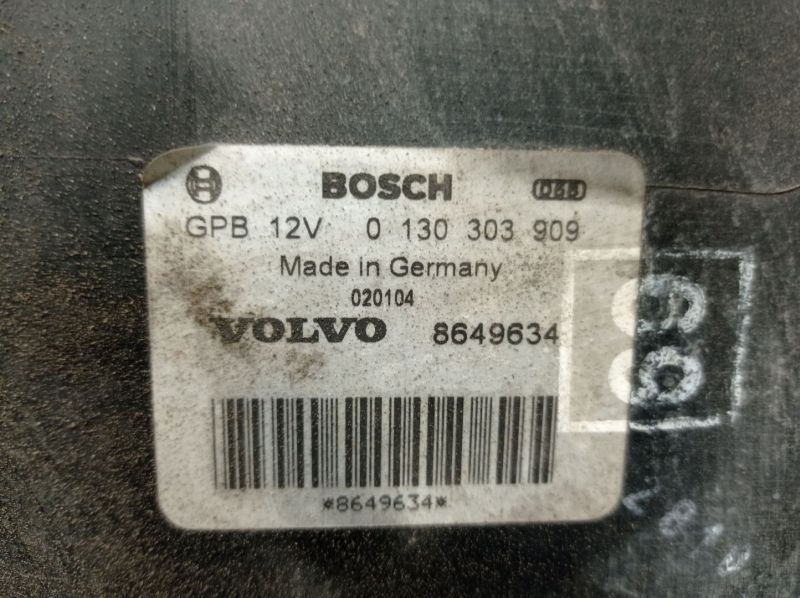 BOSCH
GPB 12V 0 130 303 909
Made in Germany
020104
VOLVO 8649634
*8649634*